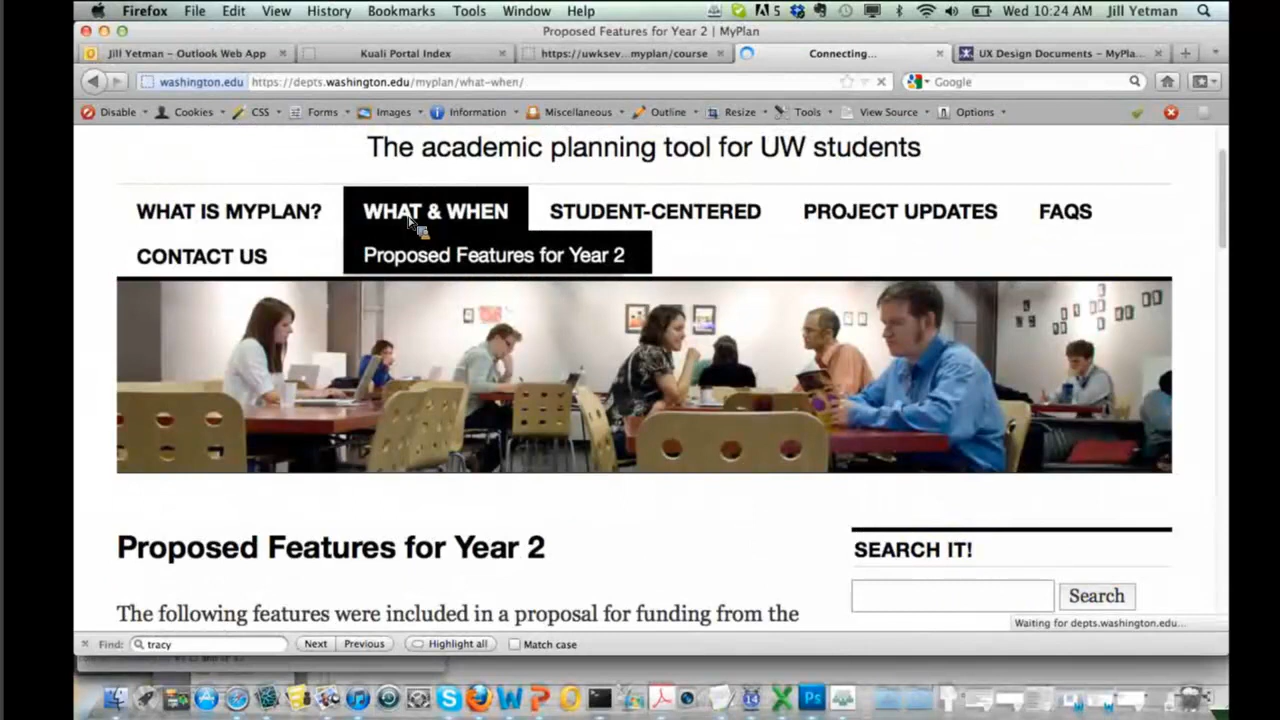 Firefox File Edit View History Bookmarks Tools Window Help 5 Wed 10:24 AM Jill Yetman
Proposed Features for Year 2 | MyPlan
Jill Yetman – Outlook Web App Kuali Portal Index https://uwksev...myplan/course Connecting... UX Design Documents – MyPla...
washington.edu https://depts.washington.edu/myplan/what-when/ Google
Disable Cookies CSS Forms Images Information Miscellaneous Outline Resize Tools View Source Options
The academic planning tool for UW students
WHAT IS MYPLAN? WHAT & WHEN STUDENT-CENTERED PROJECT UPDATES FAQS
CONTACT US Proposed Features for Year 2
Proposed Features for Year 2
SEARCH IT!
Search
The following features were included in a proposal for funding from the
Waiting for depts.washington.edu...
Find: tracy Next Previous Highlight all Match case
14
Ps